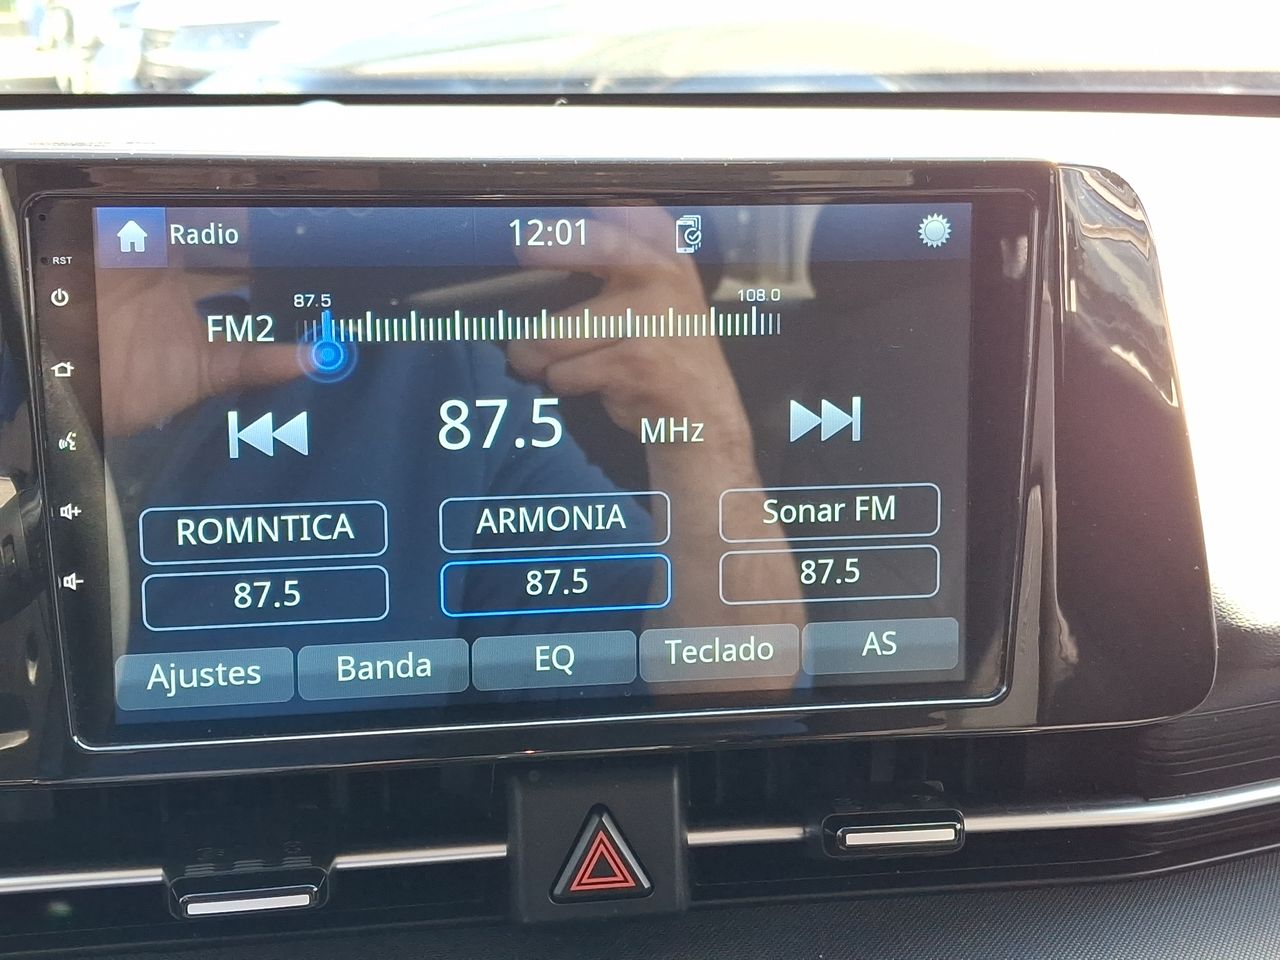 RST
Radio
12:01
87.5
108.0
FM2
87.5 MHz
ROMNTICA
ARMONIA
Sonar FM
87.5
87.5
87.5
Ajustes
Banda
EQ
Teclado
AS